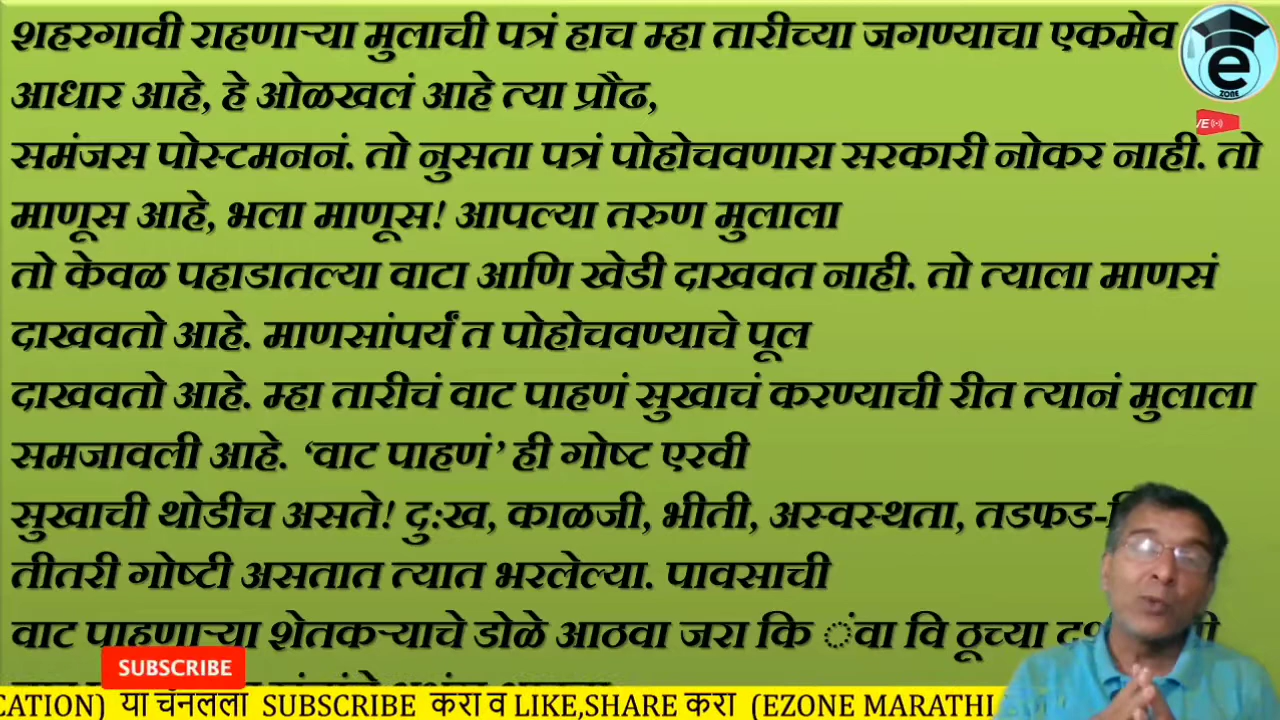 शहरगावी राहणाऱ्या मुलाची पत्रं हाच म्हा तारीच्या जगण्याचा एकमेव
आधार आहे, हे ओळखलं आहे त्या प्रौढ,
समंजस पोस्टमननं. तो नुसता पत्रं पोहोचवणारा सरकारी नोकर नाही. तो
माणूस आहे, भला माणूस! आपल्या तरुण मुलाला
तो केवळ पहाडातल्या वाटा आणि खेडी दाखवत नाही. तो त्याला माणसं
दाखवतो आहे. माणसांपर्यं त पोहोचवण्याचे पूल
दाखवतो आहे. म्हा तारीचं वाट पाहणं सुखाचं करण्याची रीत त्यानं मुलाला
समजावली आहे. ‘वाट पाहणं’ ही गोष्ट एरवी
सुखाची थोडीच असते! दुःख, काळजी, भीती, अस्वस्थता, तडफड-
तीतरी गोष्टी असतात त्यात भरलेल्या. पावसाची
वाट पाहणाऱ्या शेतकऱ्याचे डोळे आठवा जरा कि ंवा वि ठूच्या
e
ZONE
VE
SUBSCRIBE
CATION) या चॅनलला SUBSCRIBE करा व LIKE,SHARE करा (EZONE MARATHI